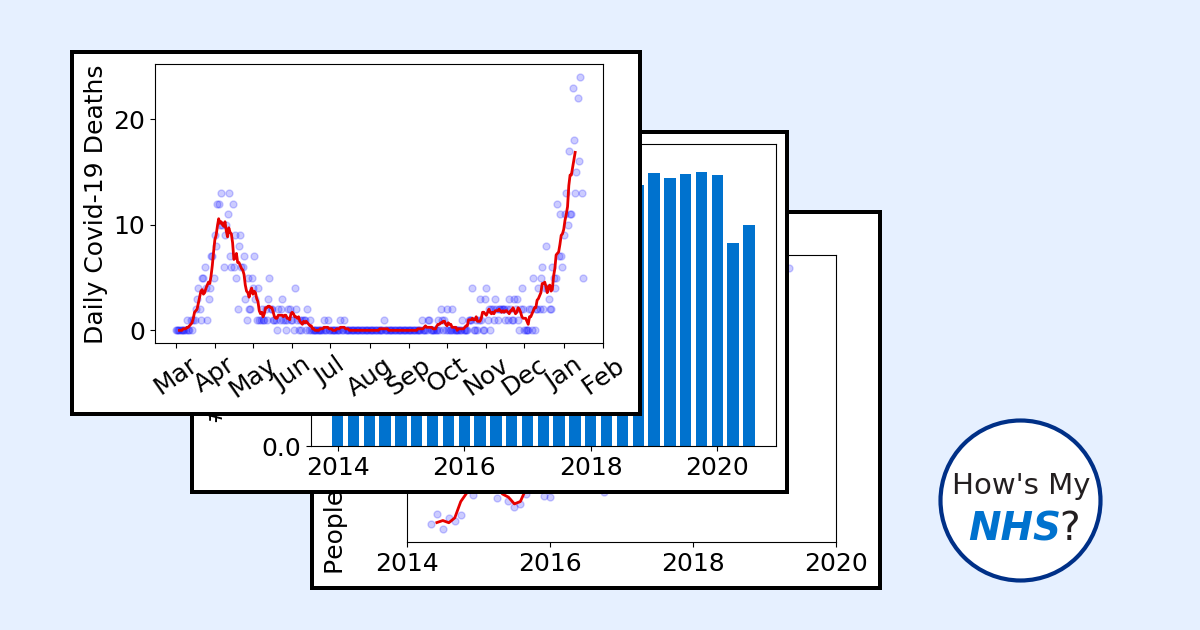 Daily Covid-19 Deaths
20
10
0
Mar Apr May Jun Jul Aug Sep Oct Nov Dec Jan Feb
0.0
2014 2016 2018 2020
People
2014 2016 2018 2020
How's My
NHS?